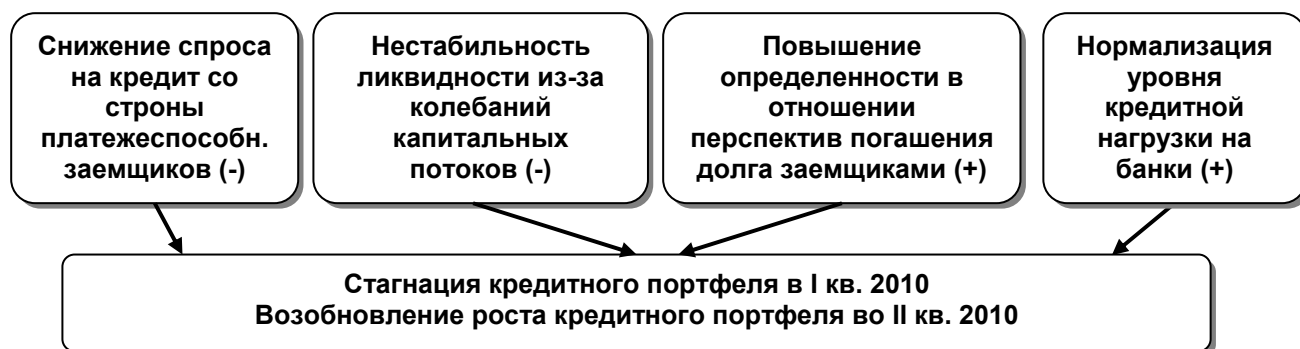 Снижение спроса
на кредит со
строны
платежеспособн.
заемщиков (-)
Нестабильность
ликвидности из-за
колебаний
капитальных
потоков (-)
Повышение
определенности в
отношении
перспектив погашения
долга заемщиками (+)
Нормализация
уровня
кредитной
нагрузки на
банки (+)
Стагнация кредитного портфеля в I кв. 2010
Возобновление роста кредитного портфеля во II кв. 2010